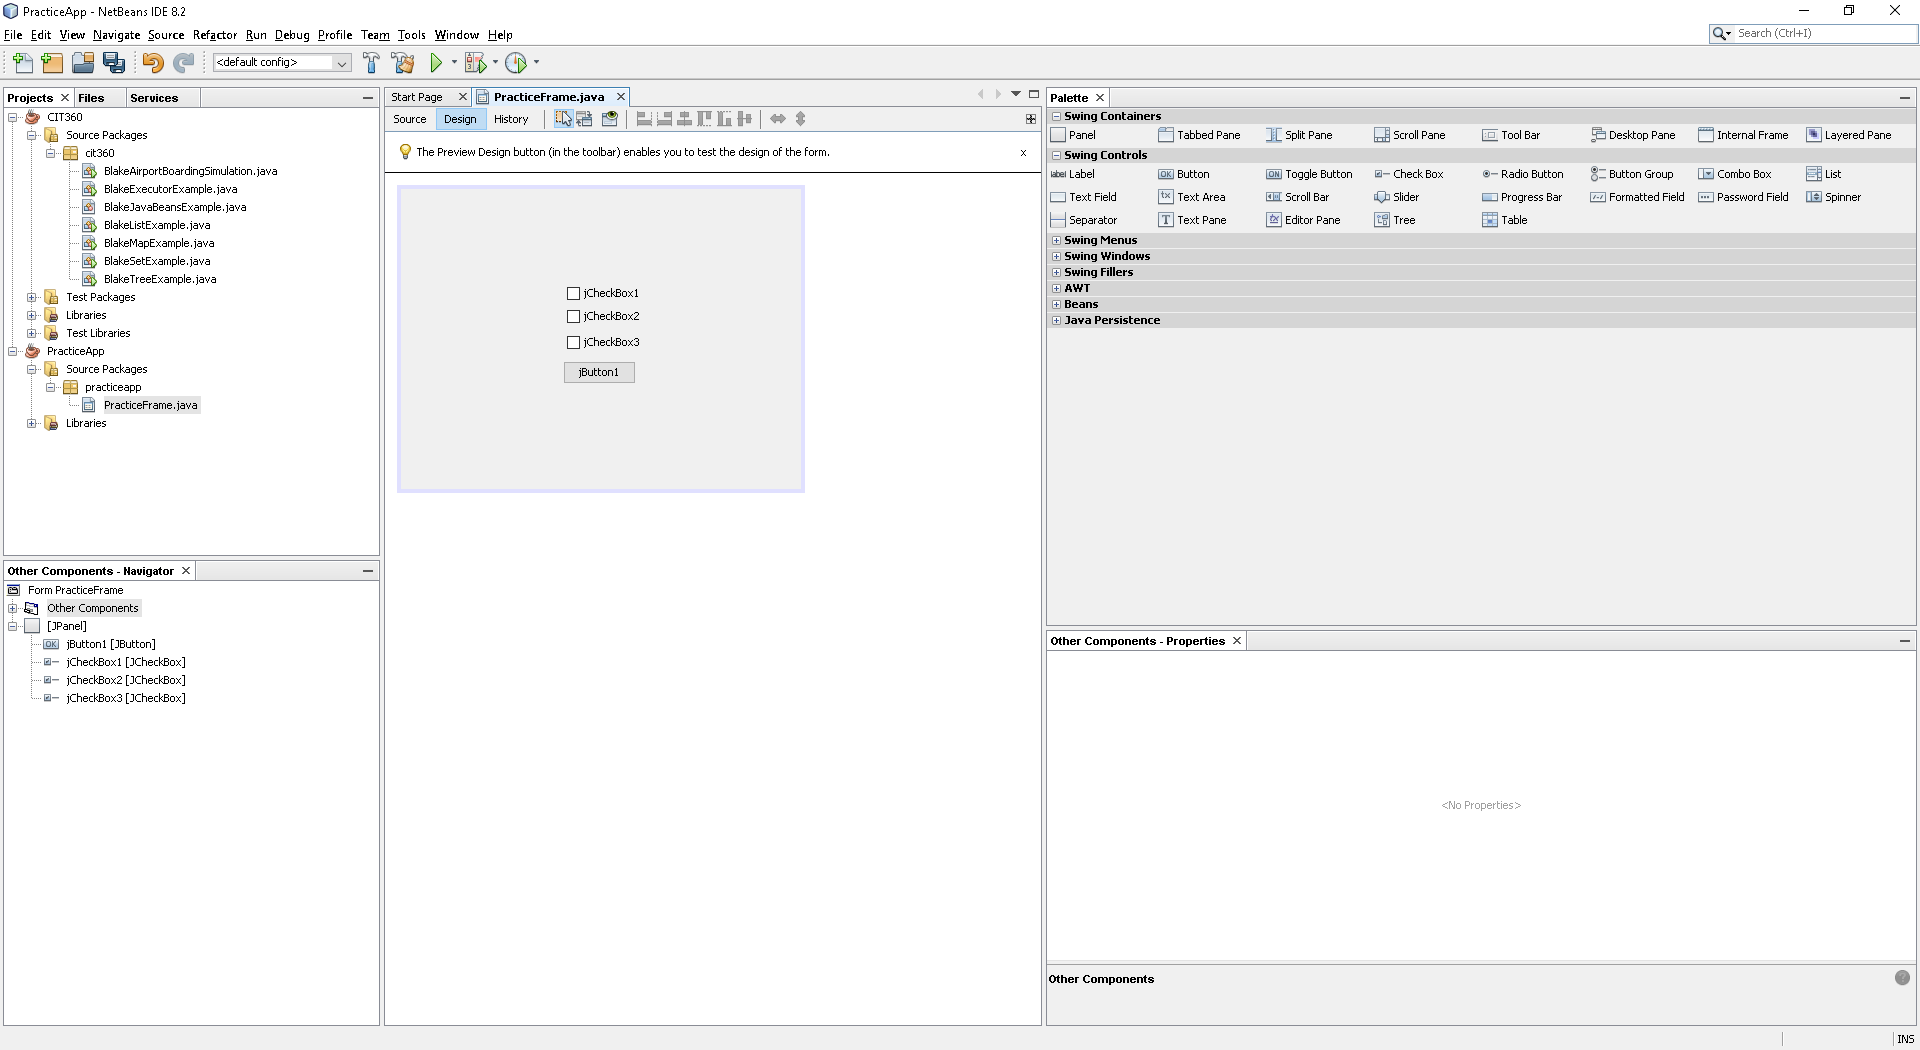 PracticeApp - NetBeans IDE 8.2
File Edit View Navigate Source Refactor Run Debug Profile Team Tools Window Help
Search (Ctrl+I)
<default config>
Projects Files Services
CIT360
Source Packages
cit360
BlakeAirportBoardingSimulation.java
BlakeExecutorExample.java
BlakeJavaBeansExample.java
BlakeListExample.java
BlakeMapExample.java
BlakeSetExample.java
BlakeTreeExample.java
Test Packages
Libraries
Test Libraries
PracticeApp
Source Packages
practiceapp
PracticeFrame.java
Libraries
Other Components - Navigator
Form PracticeFrame
Other Components
[JPanel]
jButton1 [JButton]
jCheckBox1 [JCheckBox]
jCheckBox2 [JCheckBox]
jCheckBox3 [JCheckBox]
Start Page PracticeFrame.java
Source Design History
The Preview Design button (in the toolbar) enables you to test the design of the form. x
jCheckBox1
jCheckBox2
jCheckBox3
jButton1
Palette
Swing Containers
Panel Tabbed Pane Split Pane Scroll Pane Tool Bar Desktop Pane Internal Frame Layered Pane
Swing Controls
label Label OK Button ON Toggle Button Check Box Radio Button Button Group Combo Box List
Text Field Text Area Scroll Bar Slider Progress Bar Formatted Field Password Field Spinner
Separator T Text Pane Editor Pane Tree Table
Swing Menus
Swing Windows
Swing Fillers
AWT
Beans
Java Persistence
Other Components - Properties
<No Properties>
Other Components
INS